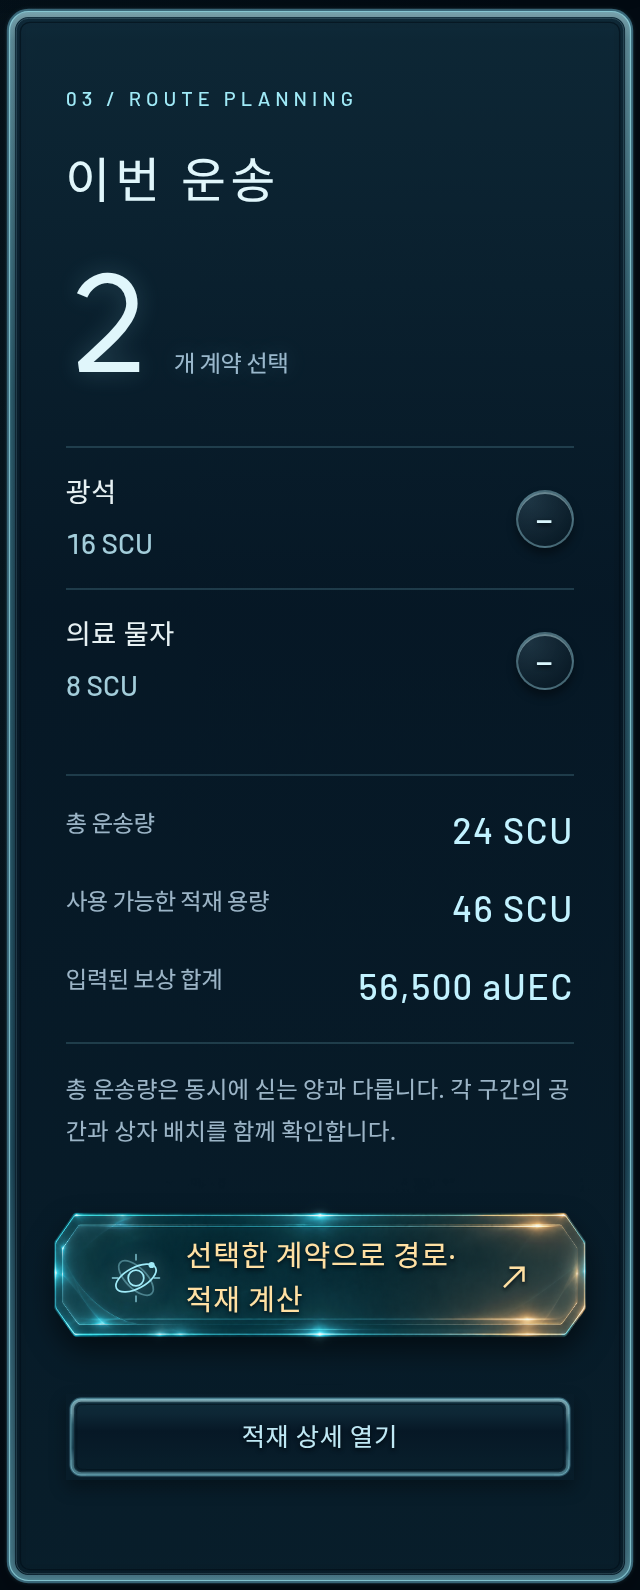 03 / ROUTE PLANNING
이번 운송
2 개 계약 선택
광석
16 SCU
–
의료 물자
8 SCU
–
총 운송량 24 SCU
사용 가능한 적재 용량 46 SCU
입력된 보상 합계 56,500 aUEC
총 운송량은 동시에 싣는 양과 다릅니다. 각 구간의 공
간과 상자 배치를 함께 확인합니다.
선택한 계약으로 경로·
적재 계산 ↗
적재 상세 열기